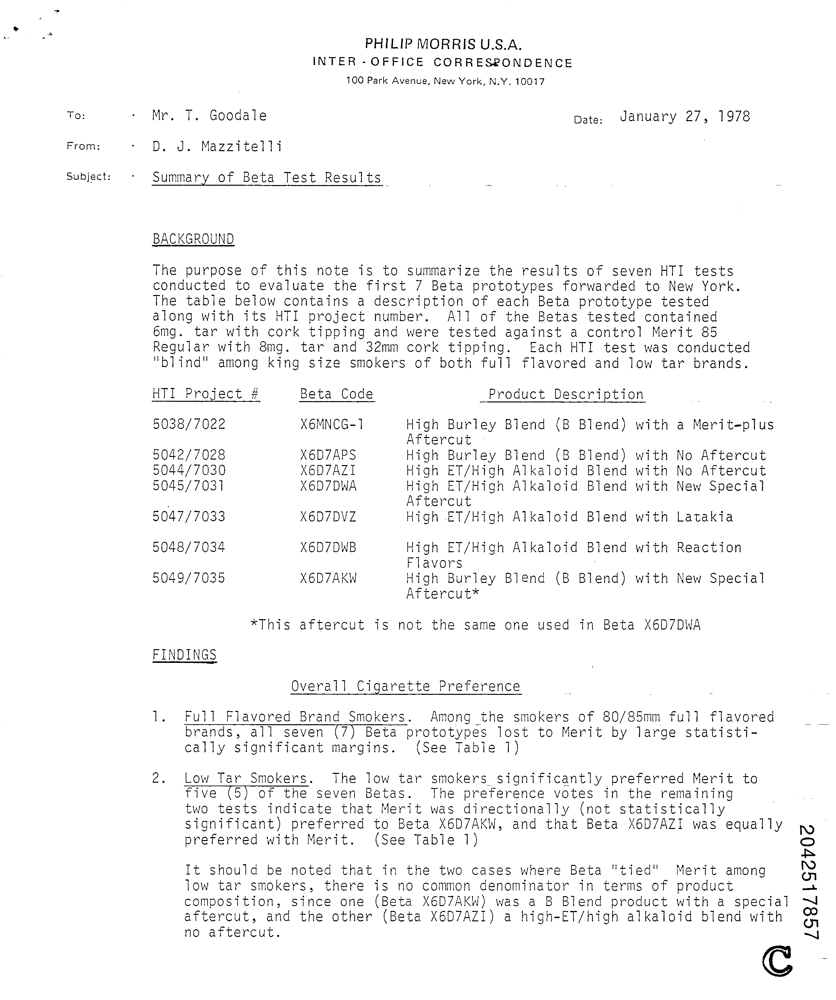 PHILIP MORRIS U.S.A.
INTER - OFFICE CORRESPONDENCE
100 Park Avenue, New York, N.Y. 10017
To: · Mr. T. Goodale Date: January 27, 1978
From: · D. J. Mazzitelli
Subject: · Summary of Beta Test Results
BACKGROUND
The purpose of this note is to summarize the results of seven HTI tests
conducted to evaluate the first 7 Beta prototypes forwarded to New York.
The table below contains a description of each Beta prototype tested
along with its HTI project number. All of the Betas tested contained
6mg. tar with cork tipping and were tested against a control Merit 85
Regular with 8mg. tar and 32mm cork tipping. Each HTI test was conducted
"blind" among king size smokers of both full flavored and low tar brands.
HTI Project # Beta Code Product Description
5038/7022 X6MNCG-1 High Burley Blend (B Blend) with a Merit-plus
Aftercut
5042/7028 X6D7APS High Burley Blend (B Blend) with No Aftercut
5044/7030 X6D7AZI High ET/High Alkaloid Blend with No Aftercut
5045/7031 X6D7DWA High ET/High Alkaloid Blend with New Special
Aftercut
5047/7033 X6D7DVZ High ET/High Alkaloid Blend with Latakia
5048/7034 X6D7DWB High ET/High Alkaloid Blend with Reaction
Flavors
5049/7035 X6D7AKW High Burley Blend (B Blend) with New Special
Aftercut*
*This aftercut is not the same one used in Beta X6D7DWA
FINDINGS
Overall Cigarette Preference
1. Full Flavored Brand Smokers. Among the smokers of 80/85mm full flavored
brands, all seven (7) Beta prototypes lost to Merit by large statisti-
cally significant margins. (See Table 1)
2. Low Tar Smokers. The low tar smokers significantly preferred Merit to
five (5) of the seven Betas. The preference votes in the remaining
two tests indicate that Merit was directionally (not statistically
significant) preferred to Beta X6D7AKW, and that Beta X6D7AZI was equally
preferred with Merit. (See Table 1)
It should be noted that in the two cases where Beta "tied" Merit among
low tar smokers, there is no common denominator in terms of product
composition, since one (Beta X6D7AKW) was a B Blend product with a special
aftercut, and the other (Beta X6D7AZI) a high-ET/high alkaloid blend with
no aftercut.
2042517857
C